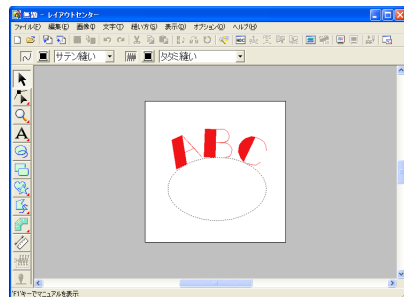 無題 - レイアウトセンター
ファイル(F) 編集(E) 画像(I) 文字(T) 縫い方(S) 表示(D) オプション(O) ヘルプ(H)
サテン縫い タタミ縫い
A
ABC
'F1'キーでマニュアルを表示